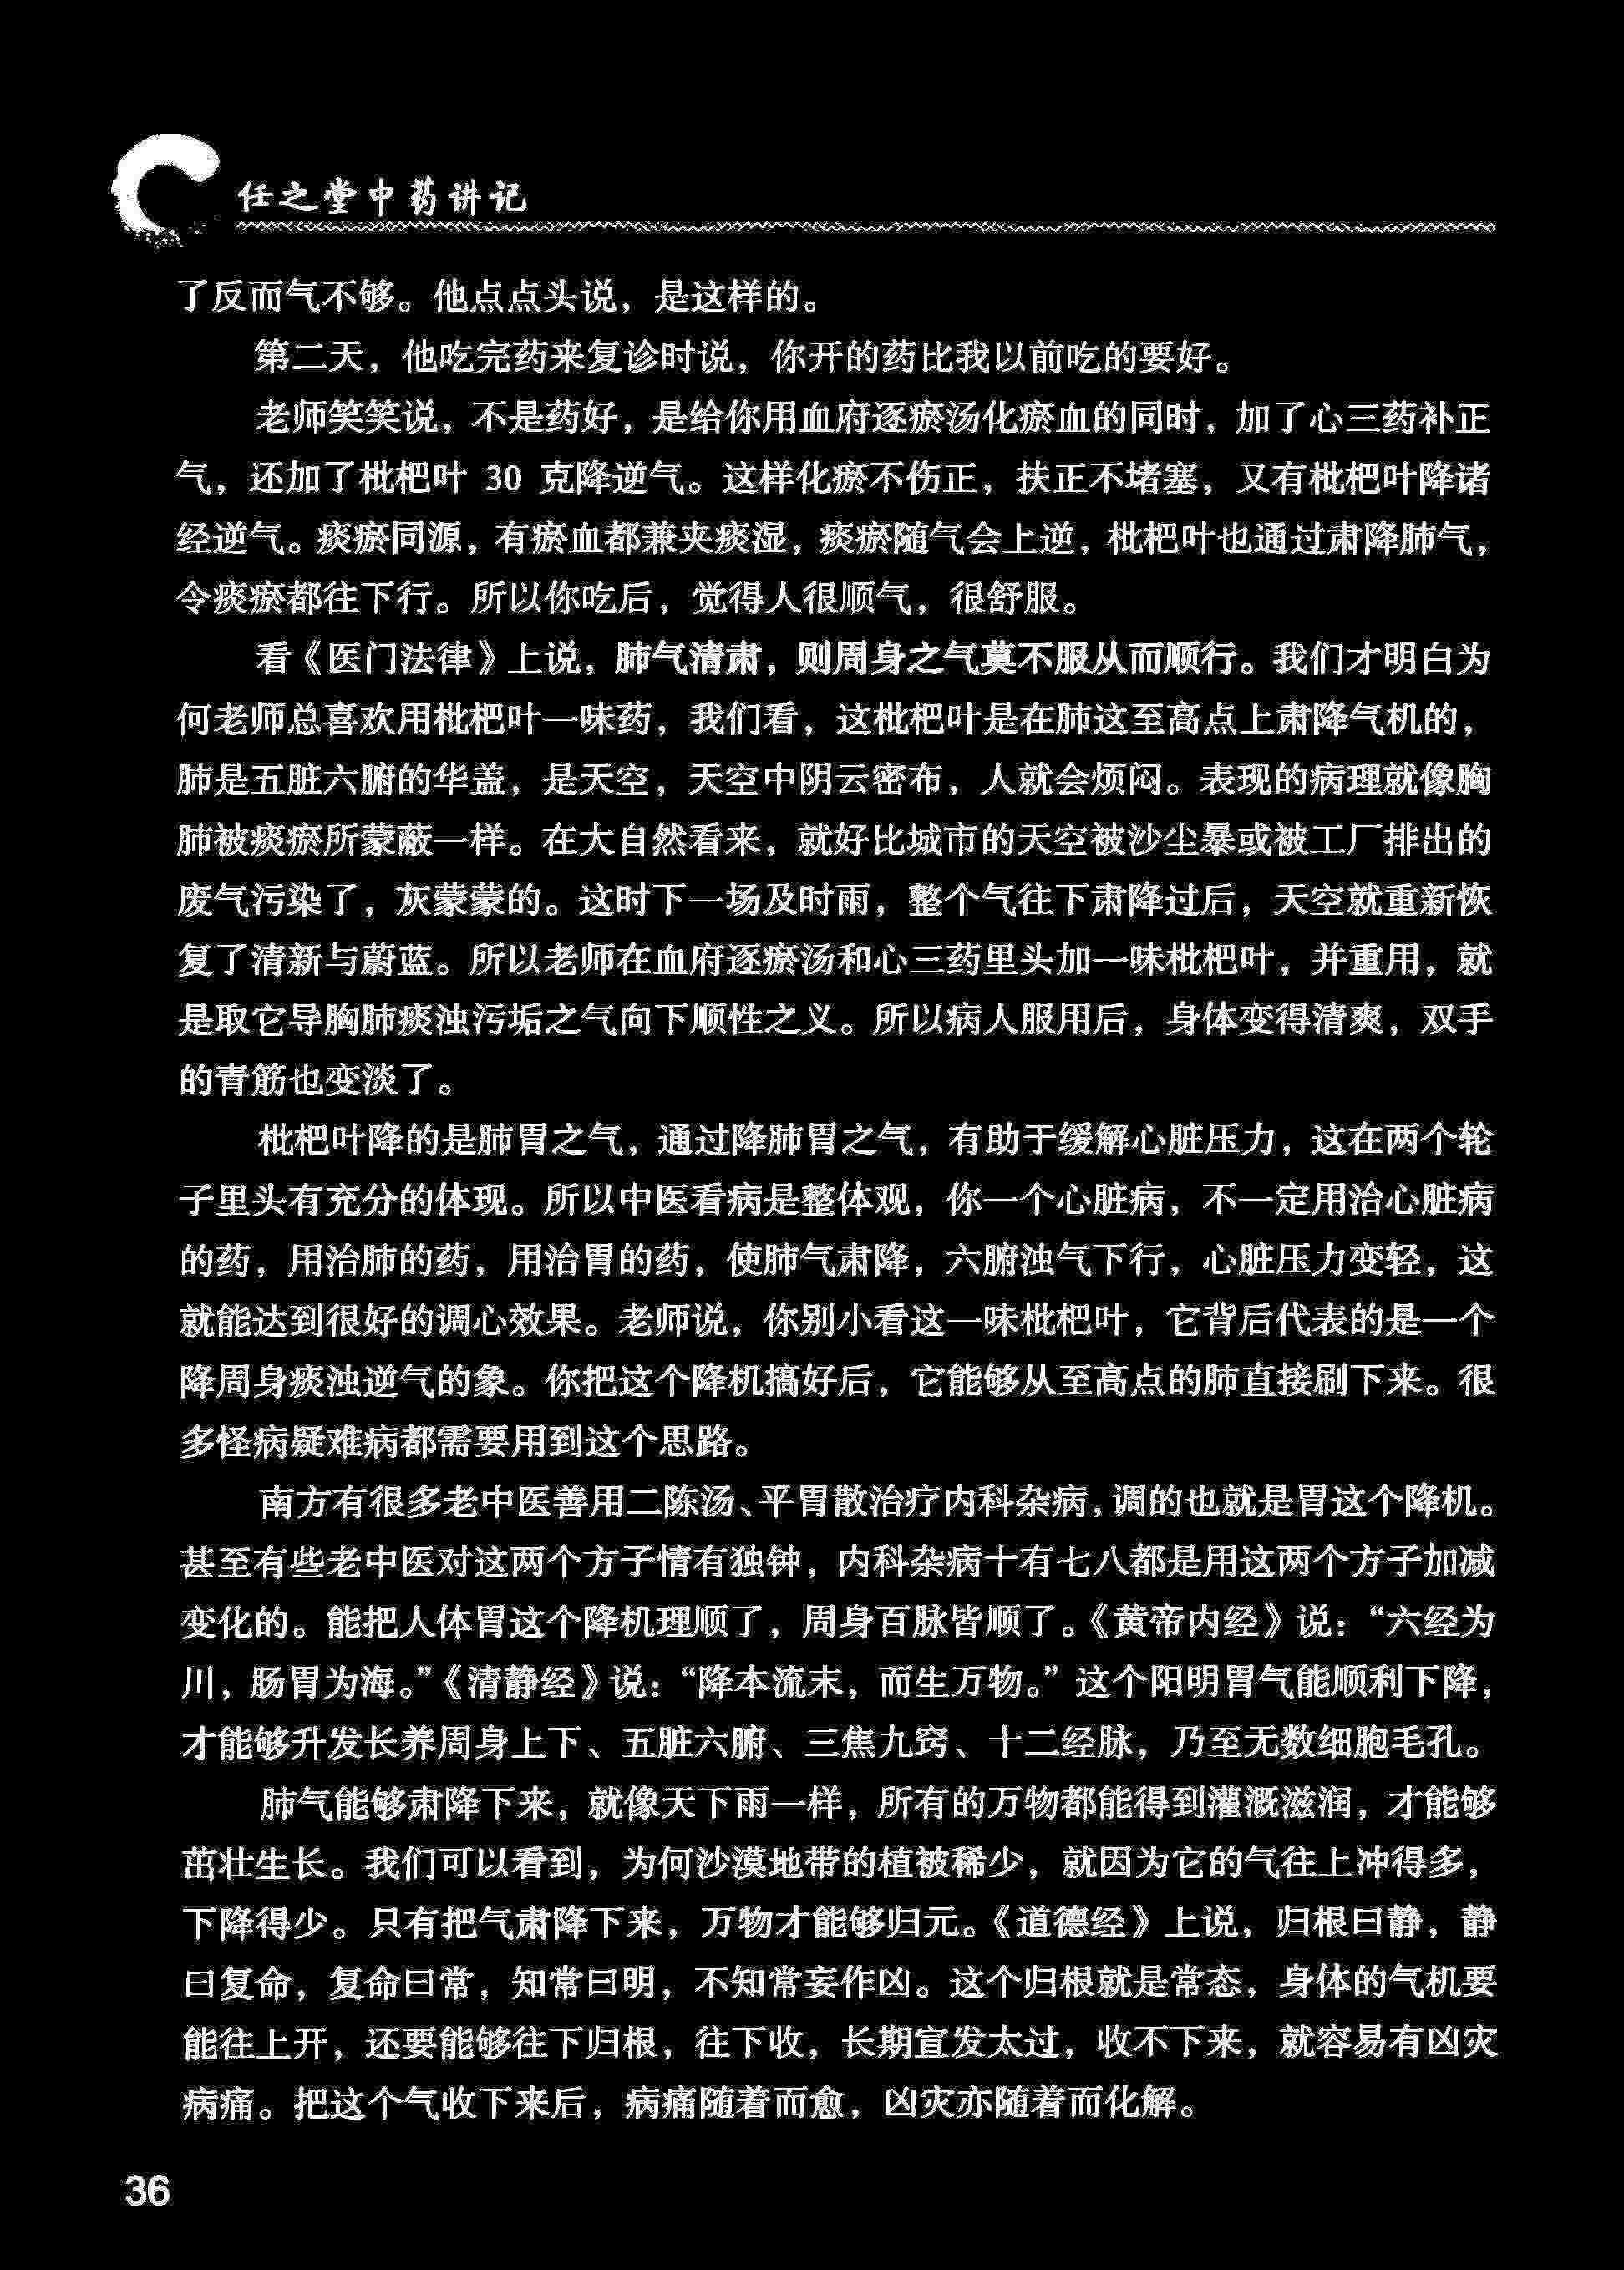 任之堂中药讲记
了反而气不够。他点点头说，是这样的。
第二天，他吃完药来复诊时说，你开的药比我以前吃的要好。
老师笑笑说，不是药好，是给你用血府逐瘀汤化瘀血的同时，加了心三药补正
气，还加了枇杷叶 30 克降逆气。这样化瘀不伤正，扶正不堵塞，又有枇杷叶降诸
经逆气。痰瘀同源，有瘀血都兼夹痰湿，痰瘀随气会上逆，枇杷叶也通过肃降肺气，
令痰瘀都往下行。所以你吃后，觉得人很顺气，很舒服。
看《医门法律》上说，肺气清肃，则周身之气莫不服从而顺行。我们才明白为
何老师总喜欢用枇杷叶一味药，我们看，这枇杷叶是在肺这至高点上肃降气机的，
肺是五脏六腑的华盖，是天空，天空中阴云密布，人就会烦闷。表现的病理就像胸
肺被痰瘀所蒙蔽一样。在大自然看来，就好比城市的天空被沙尘暴或被工厂排出的
废气污染了，灰蒙蒙的。这时下一场及时雨，整个气往下肃降过后，天空就重新恢
复了清新与蔚蓝。所以老师在血府逐瘀汤和心三药里头加一味枇杷叶，并重用，就
是取它导胸肺痰浊污垢之气向下顺性之义。所以病人服用后，身体变得清爽，双手
的青筋也变淡了。
枇杷叶降的是肺胃之气，通过降肺胃之气，有助于缓解心脏压力，这在两个轮
子里头有充分的体现。所以中医看病是整体观，你一个心脏病，不一定用治心脏病
的药，用治肺的药，用治胃的药，使肺气肃降，六腑浊气下行，心脏压力变轻，这
就能达到很好的调心效果。老师说，你别小看这一味枇杷叶，它背后代表的是一个
降周身痰浊逆气的象。你把这个降机搞好后，它能够从至高点的肺直接刷下来。很
多怪病疑难病都需要用到这个思路。
南方有很多老中医善用二陈汤、平胃散治疗内科杂病，调的也就是胃这个降机。
甚至有些老中医对这两个方子情有独钟，内科杂病十有七八都是用这两个方子加减
变化的。能把人体胃这个降机理顺了，周身百脉皆顺了。《黄帝内经》说：“六经为
川，肠胃为海。”《清静经》说：“降本流末，而生万物。”这个阳明胃气能顺利下降，
才能够升发长养周身上下、五脏六腑、三焦九窍、十二经脉，乃至无数细胞毛孔。
肺气能够肃降下来，就像天下雨一样，所有的万物都能得到灌溉滋润，才能够
茁壮生长。我们可以看到，为何沙漠地带的植被稀少，就因为它的气往上冲得多，
下降得少。只有把气肃降下来，万物才能够归元。《道德经》上说，归根曰静，静
曰复命，复命曰常，知常曰明，不知常妄作凶。这个归根就是常态，身体的气机要
能往上开，还要能够往下归根，往下收，长期宣发太过，收不下来，就容易有凶灾
病痛。把这个气收下来后，病痛随着而愈，凶灾亦随着而化解。
36